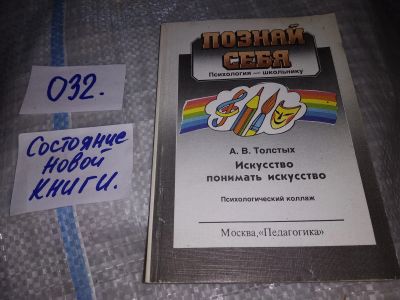 032.
Состояние
новой
книги.
ПОЗНАЙ
СЕБЯ
Психология — школьнику
А. В. Толстых
Искусство
понимать искусство
Психологический коллаж
Москва, «Педагогика»